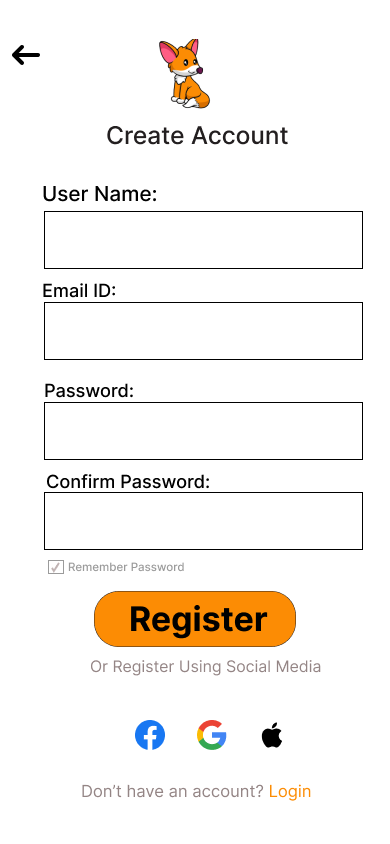 Create Account
User Name:
Email ID:
Password:
Confirm Password:
Remember Password
Register
Or Register Using Social Media
Don’t have an account? Login